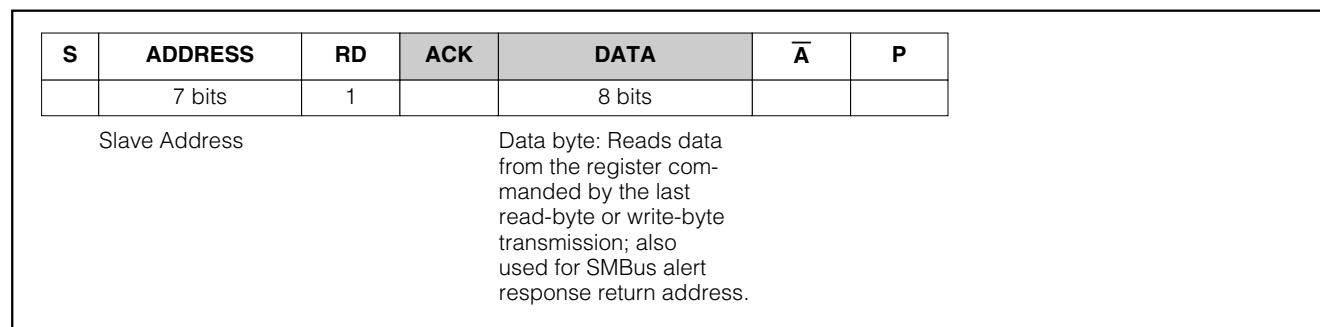 S ADDRESS RD ACK DATA A̅ P
7 bits 1 8 bits
Slave Address
Data byte: Reads data
from the register com-
manded by the last
read-byte or write-byte
transmission; also
used for SMBus alert
response return address.